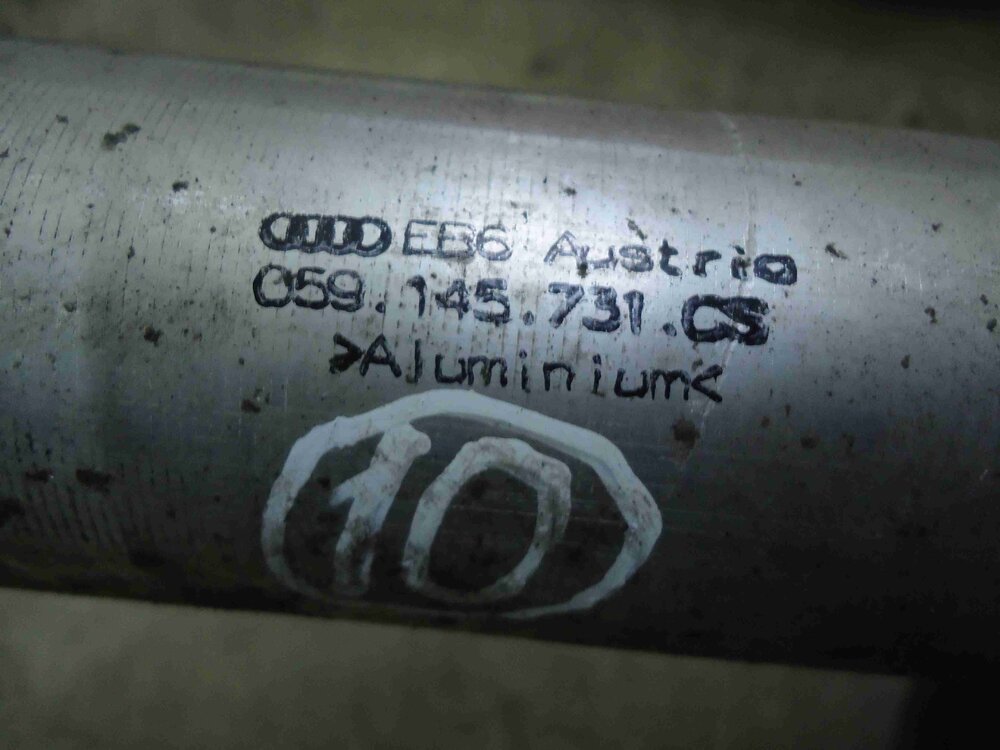 EB6 Austria
059.145.731.CS
>Aluminium<
10